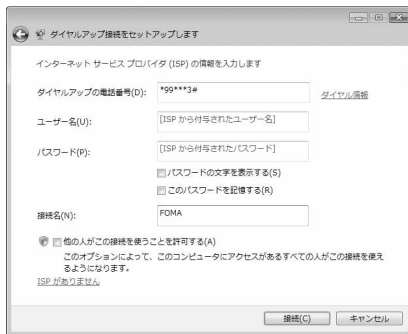 ダイヤルアップ接続をセットアップします
インターネット サービス プロバイダ (ISP) の情報を入力します
ダイヤルアップの電話番号(D): *99***3# ダイヤル情報
ユーザー名(U): [ISP から付与されたユーザー名]
パスワード(P): [ISP から付与されたパスワード]
パスワードの文字を表示する(S)
このパスワードを記憶する(R)
接続名(N): FOMA
他の人がこの接続を使うことを許可する(A)
このオプションによって、このコンピュータにアクセスがあるすべての人がこの接続を使え
るようになります。
ISP がありません
接続(C) キャンセル